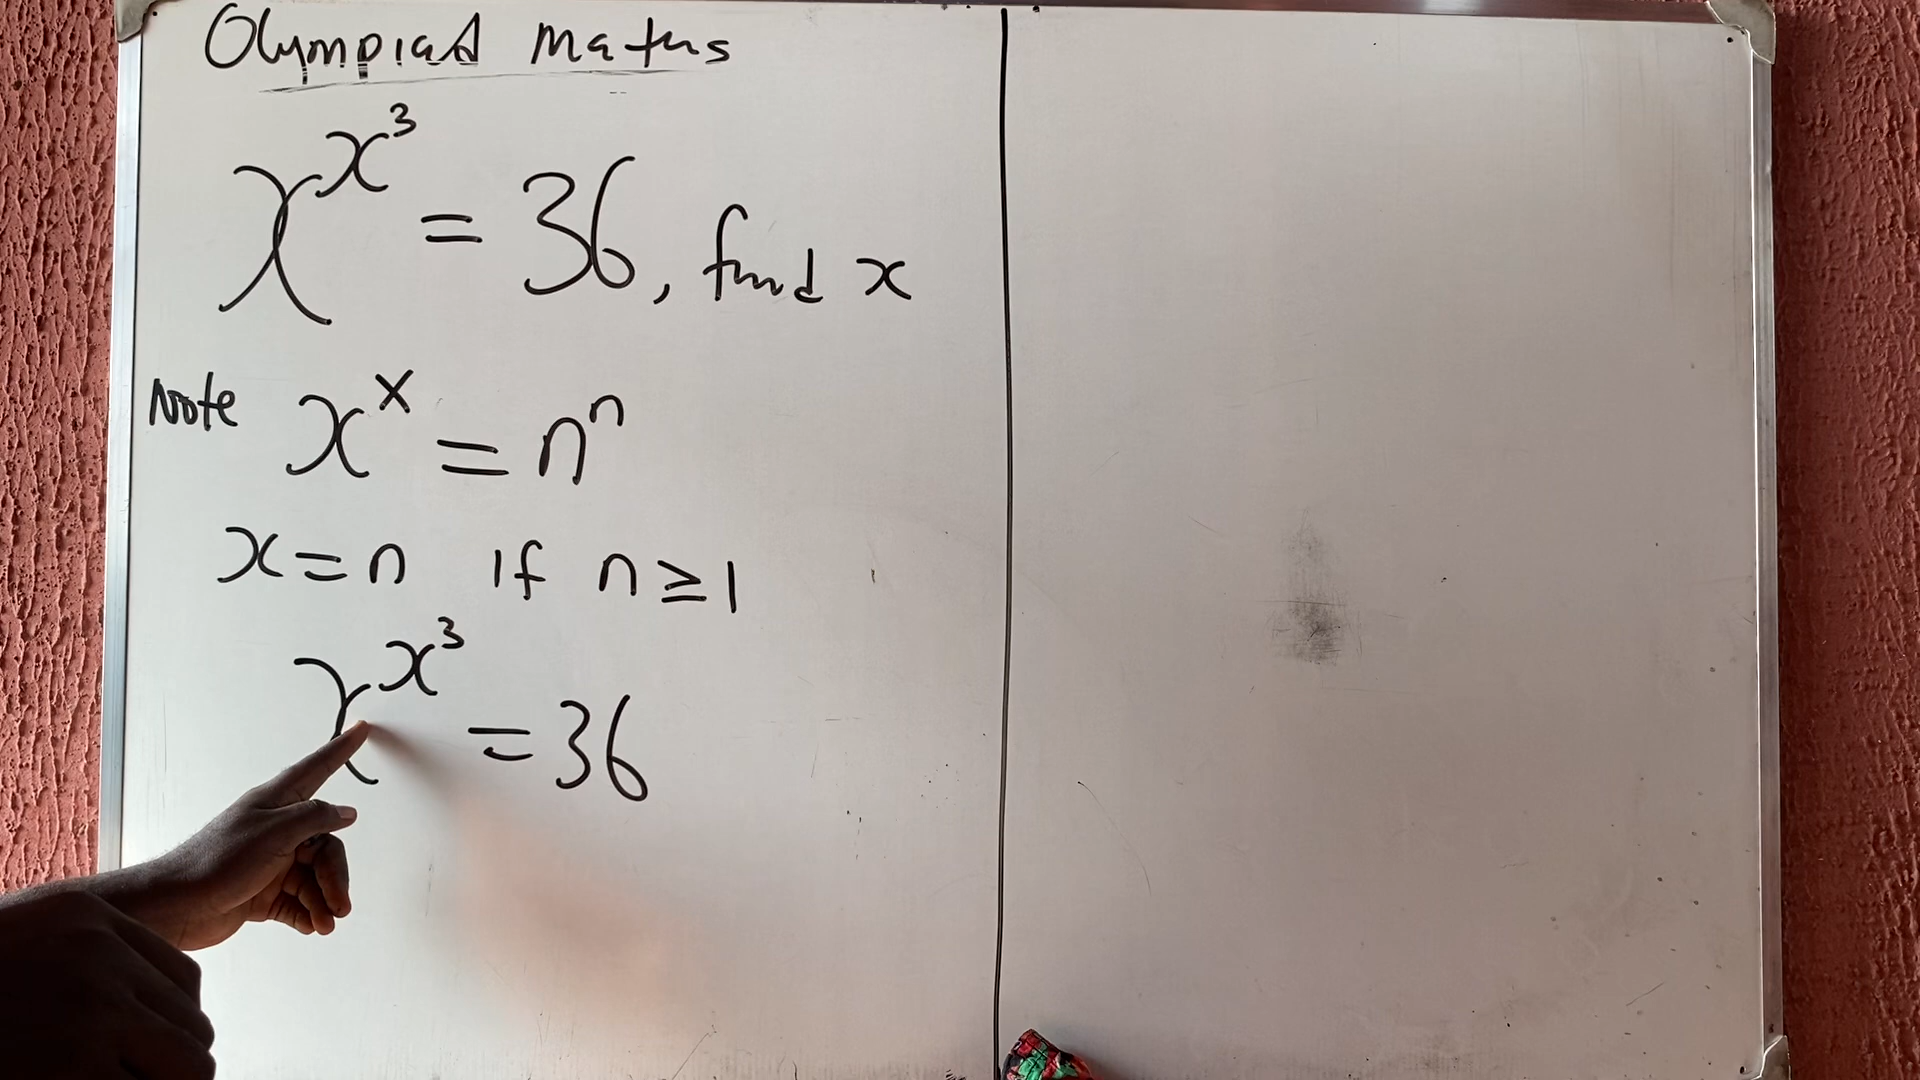 Olympiad maths
x^{x^3} = 36, find x
Note x^x = n^n
x = n if n ≥ 1
x^{x^3} = 36